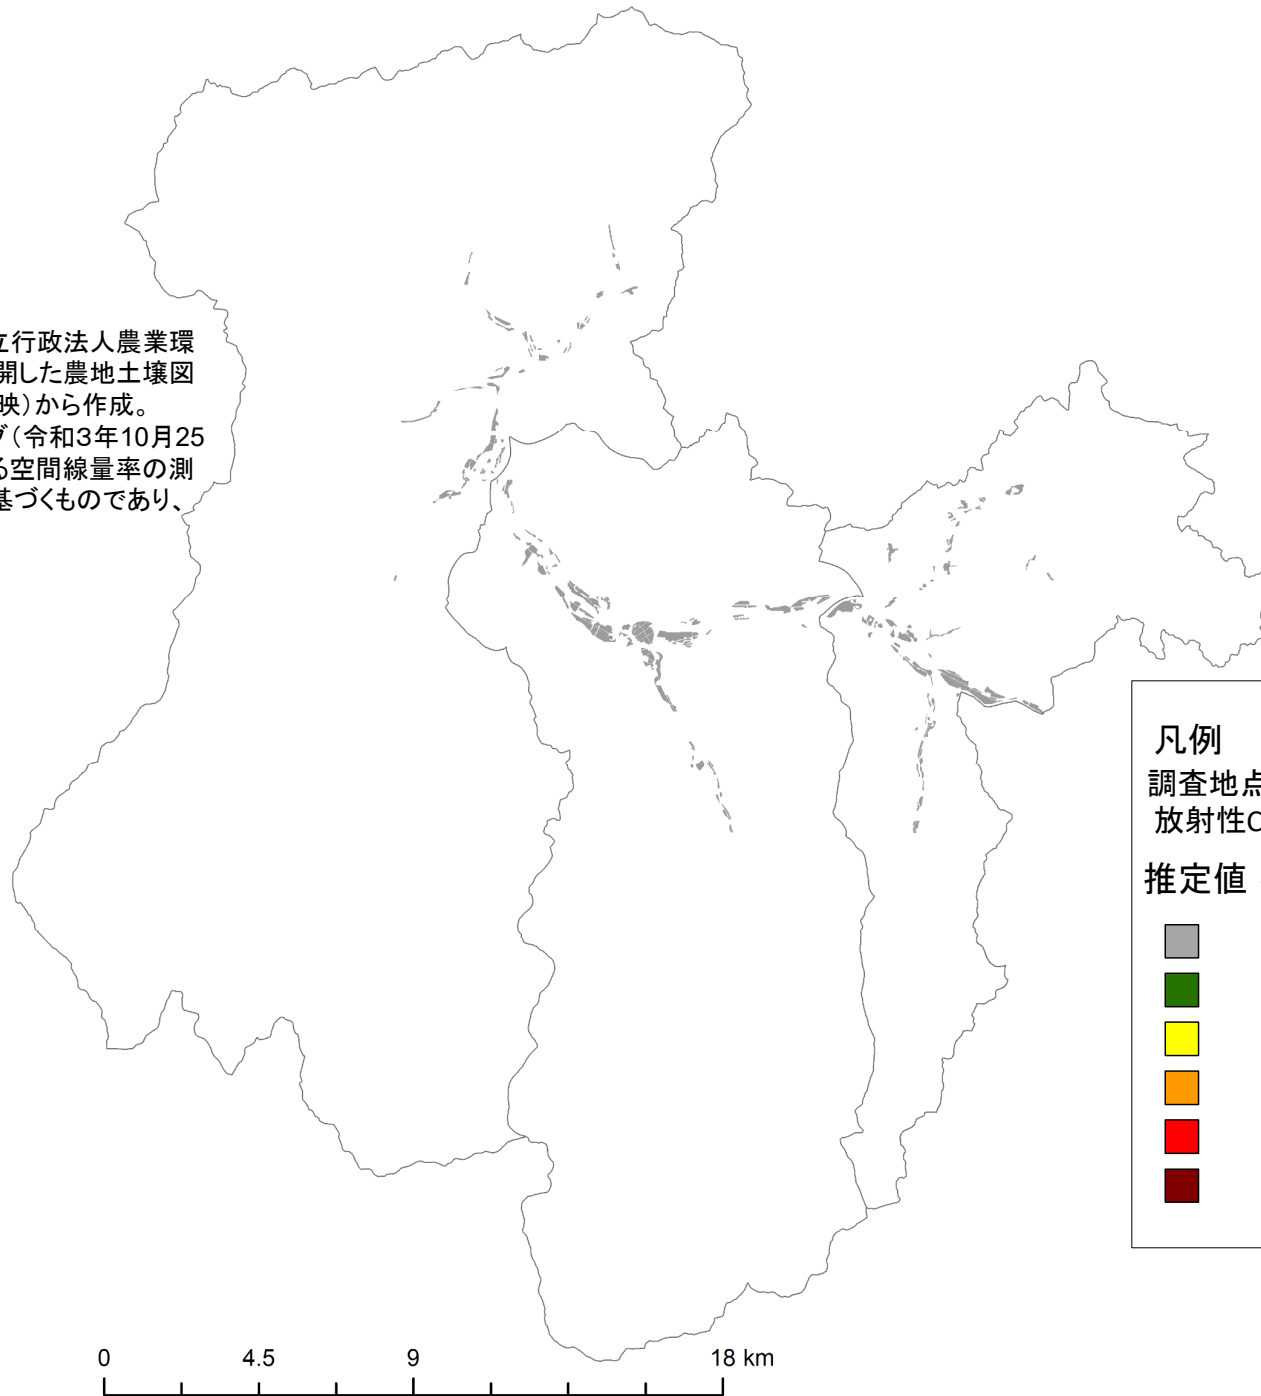 立行政法人農業環
開した農地土壌図
映）から作成。
グ（令和3年10月25
る空間線量率の測
基づくものであり、
凡例
調査地点
放射性C
推定値
0 4.5 9 18 km